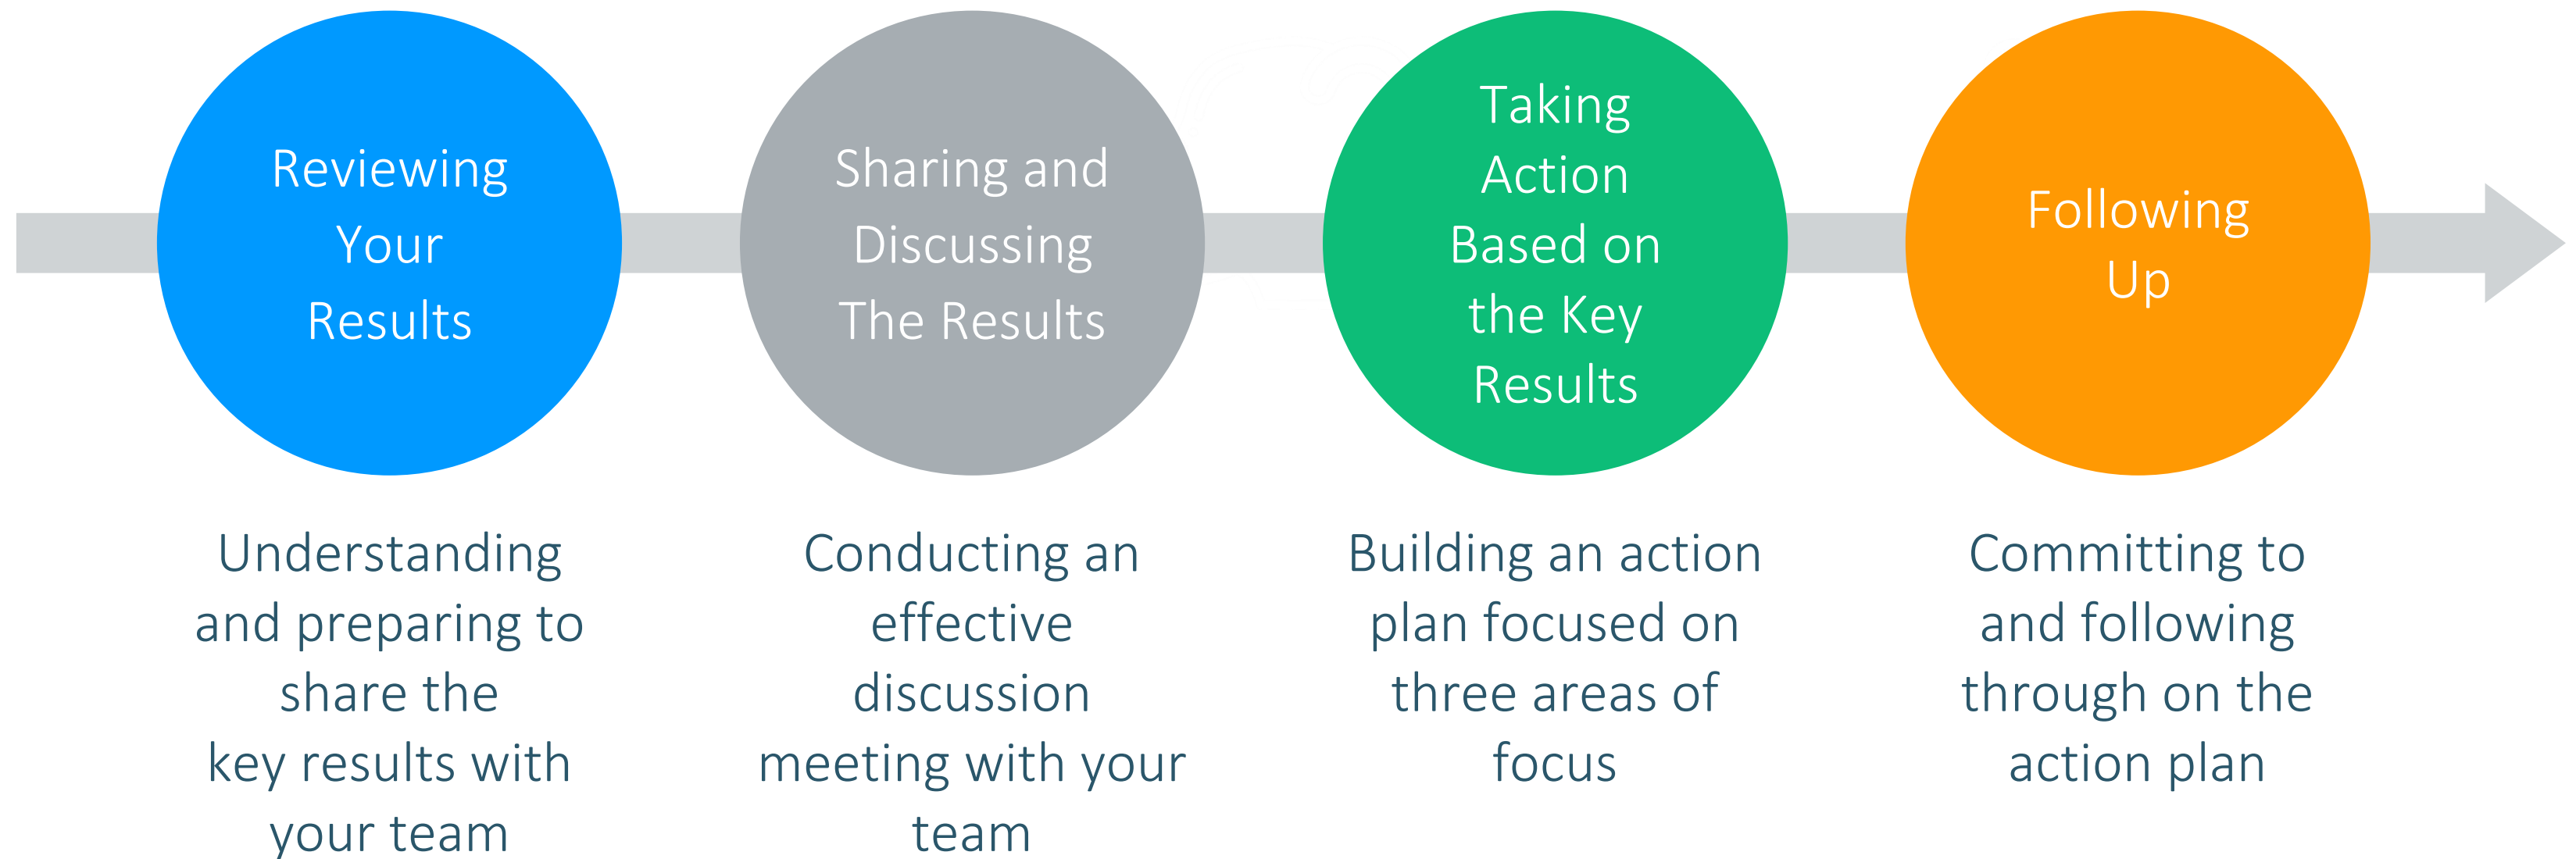 Reviewing
Your
Results
Sharing and
Discussing
The Results
Taking
Action
Based on
the Key
Results
Following
Up
Understanding
and preparing to
share the
key results with
your team
Conducting an
effective
discussion
meeting with your
team
Building an action
plan focused on
three areas of
focus
Committing to
and following
through on the
action plan